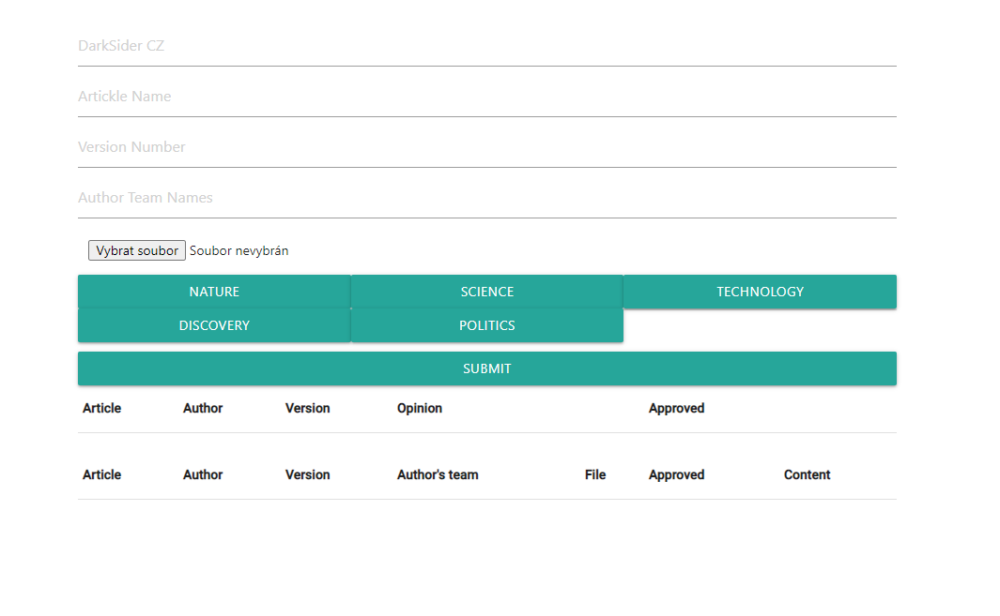 DarkSider CZ
Artickle Name
Version Number
Author Team Names
Vybrat soubor Soubor nevybrán
NATURE SCIENCE TECHNOLOGY
DISCOVERY POLITICS
SUBMIT
Article Author Version Opinion Approved
Article Author Version Author's team File Approved Content